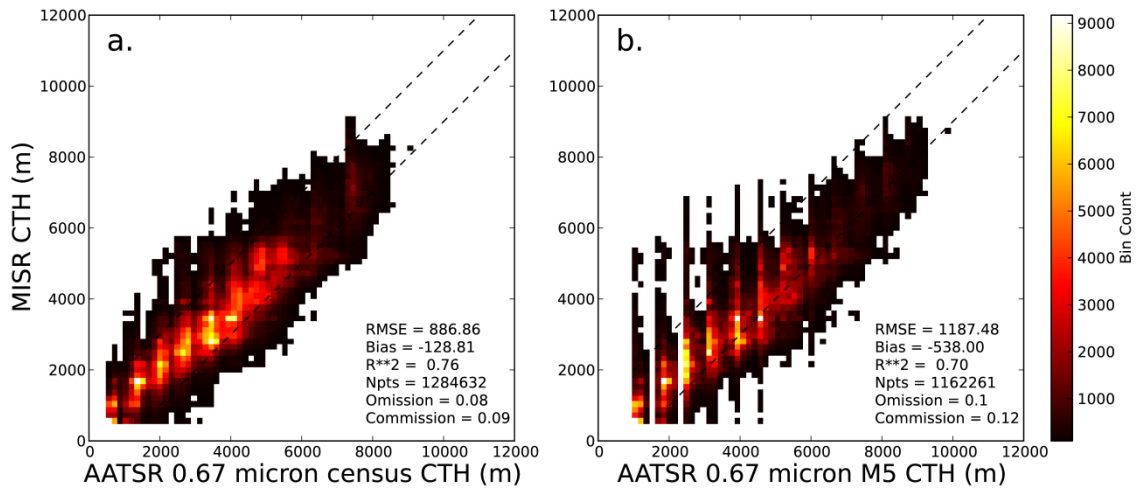 a.
12000
10000
8000
6000
4000
2000
0
MISR CTH (m)
RMSE = 886.86
Bias = -128.81
R**2 = 0.76
Npts = 1284632
Omission = 0.08
Commission = 0.09
0 2000 4000 6000 8000 10000 12000
AATSR 0.67 micron census CTH (m)
b.
12000
10000
8000
6000
4000
2000
0
RMSE = 1187.48
Bias = -538.00
R**2 = 0.70
Npts = 1162261
Omission = 0.1
Commission = 0.12
0 2000 4000 6000 8000 10000 12000
AATSR 0.67 micron M5 CTH (m)
9000
8000
7000
6000
5000
4000
3000
2000
1000
Bin Count